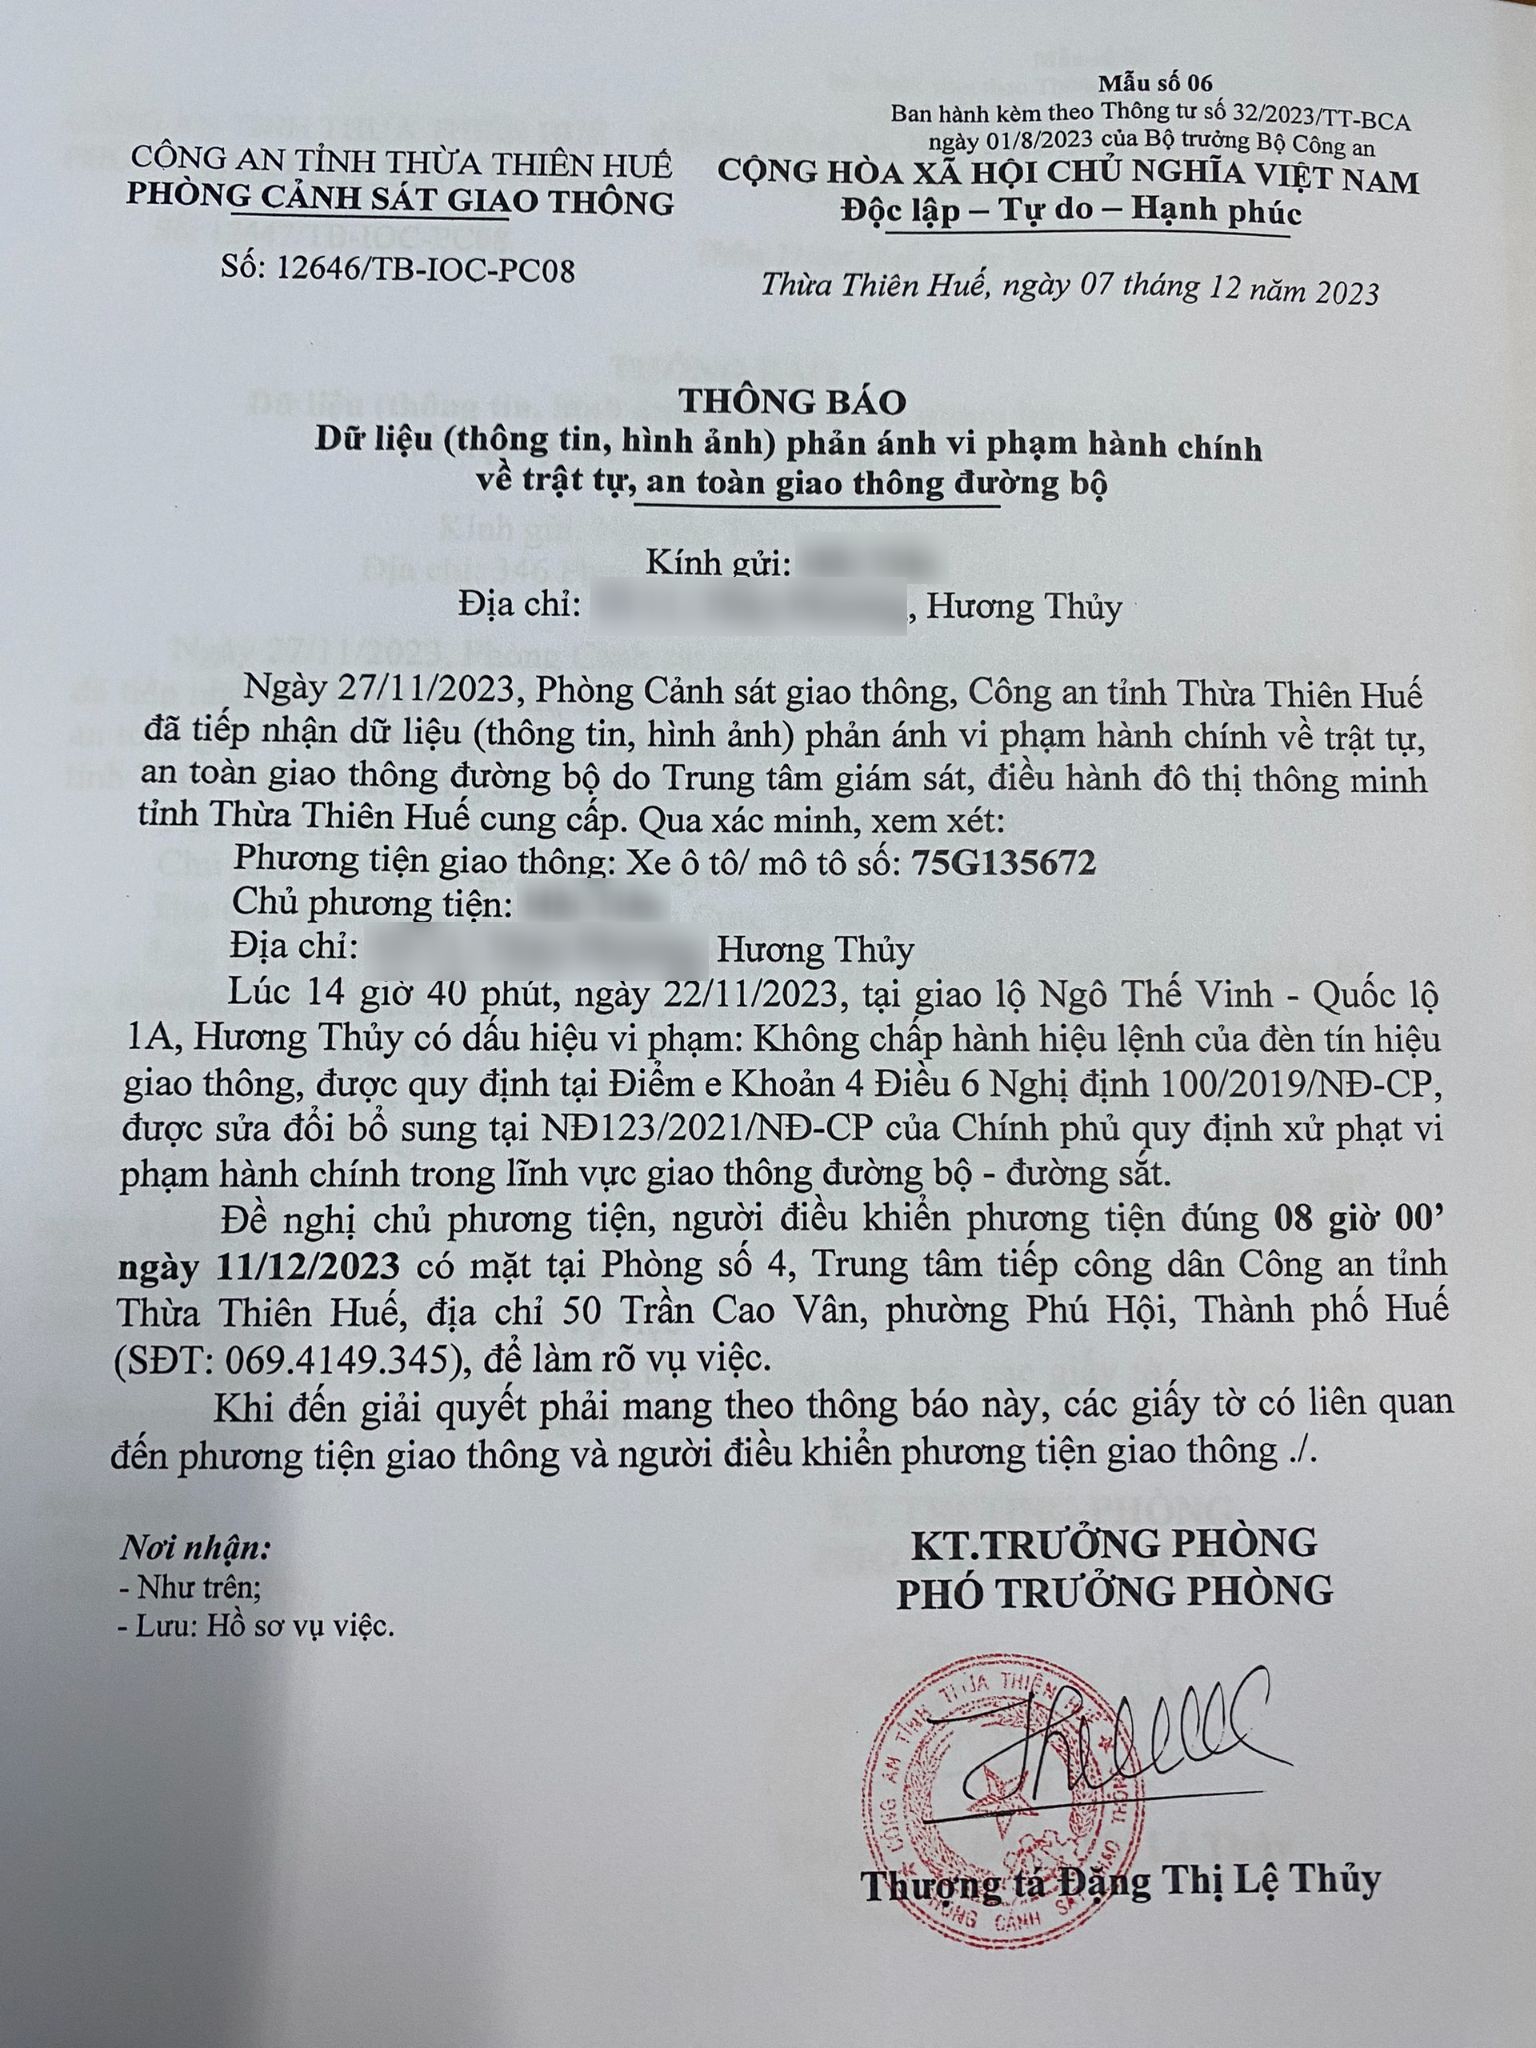 Mẫu số 06
Ban hành kèm theo Thông tư số 32/2023/TT-BCA
ngày 01/8/2023 của Bộ trưởng Bộ Công an
CÔNG AN TỈNH THỪA THIÊN HUẾ
PHÒNG CẢNH SÁT GIAO THÔNG
Số: 12646/TB-IOC-PC08
CỘNG HÒA XÃ HỘI CHỦ NGHĨA VIỆT NAM
Độc lập – Tự do – Hạnh phúc
Thừa Thiên Huế, ngày 07 tháng 12 năm 2023
THÔNG BÁO
Dữ liệu (thông tin, hình ảnh) phản ánh vi phạm hành chính
về trật tự, an toàn giao thông đường bộ
Kính gửi:
Địa chỉ: , Hương Thủy
Ngày 27/11/2023, Phòng Cảnh sát giao thông, Công an tỉnh Thừa Thiên Huế
đã tiếp nhận dữ liệu (thông tin, hình ảnh) phản ánh vi phạm hành chính về trật tự,
an toàn giao thông đường bộ do Trung tâm giám sát, điều hành đô thị thông minh
tỉnh Thừa Thiên Huế cung cấp. Qua xác minh, xem xét:
Phương tiện giao thông: Xe ô tô/ mô tô số: 75G135672
Chủ phương tiện:
Địa chỉ: Hương Thủy
Lúc 14 giờ 40 phút, ngày 22/11/2023, tại giao lộ Ngô Thế Vinh - Quốc lộ
1A, Hương Thủy có dấu hiệu vi phạm: Không chấp hành hiệu lệnh của đèn tín hiệu
giao thông, được quy định tại Điểm e Khoản 4 Điều 6 Nghị định 100/2019/NĐ-CP,
được sửa đổi bổ sung tại NĐ123/2021/NĐ-CP của Chính phủ quy định xử phạt vi
phạm hành chính trong lĩnh vực giao thông đường bộ - đường sắt.
Đề nghị chủ phương tiện, người điều khiển phương tiện đúng 08 giờ 00’
ngày 11/12/2023 có mặt tại Phòng số 4, Trung tâm tiếp công dân Công an tỉnh
Thừa Thiên Huế, địa chỉ 50 Trần Cao Vân, phường Phú Hội, Thành phố Huế
(SĐT: 069.4149.345), để làm rõ vụ việc.
Khi đến giải quyết phải mang theo thông báo này, các giấy tờ có liên quan
đến phương tiện giao thông và người điều khiển phương tiện giao thông ./.
Nơi nhận:
- Như trên;
- Lưu: Hồ sơ vụ việc.
KT.TRƯỞNG PHÒNG
PHÓ TRƯỞNG PHÒNG
CÔNG AN TỈNH THỪA THIÊN HUẾ
PHÒNG CẢNH SÁT GIAO THÔNG
Thượng tá Đặng Thị Lệ Thủy